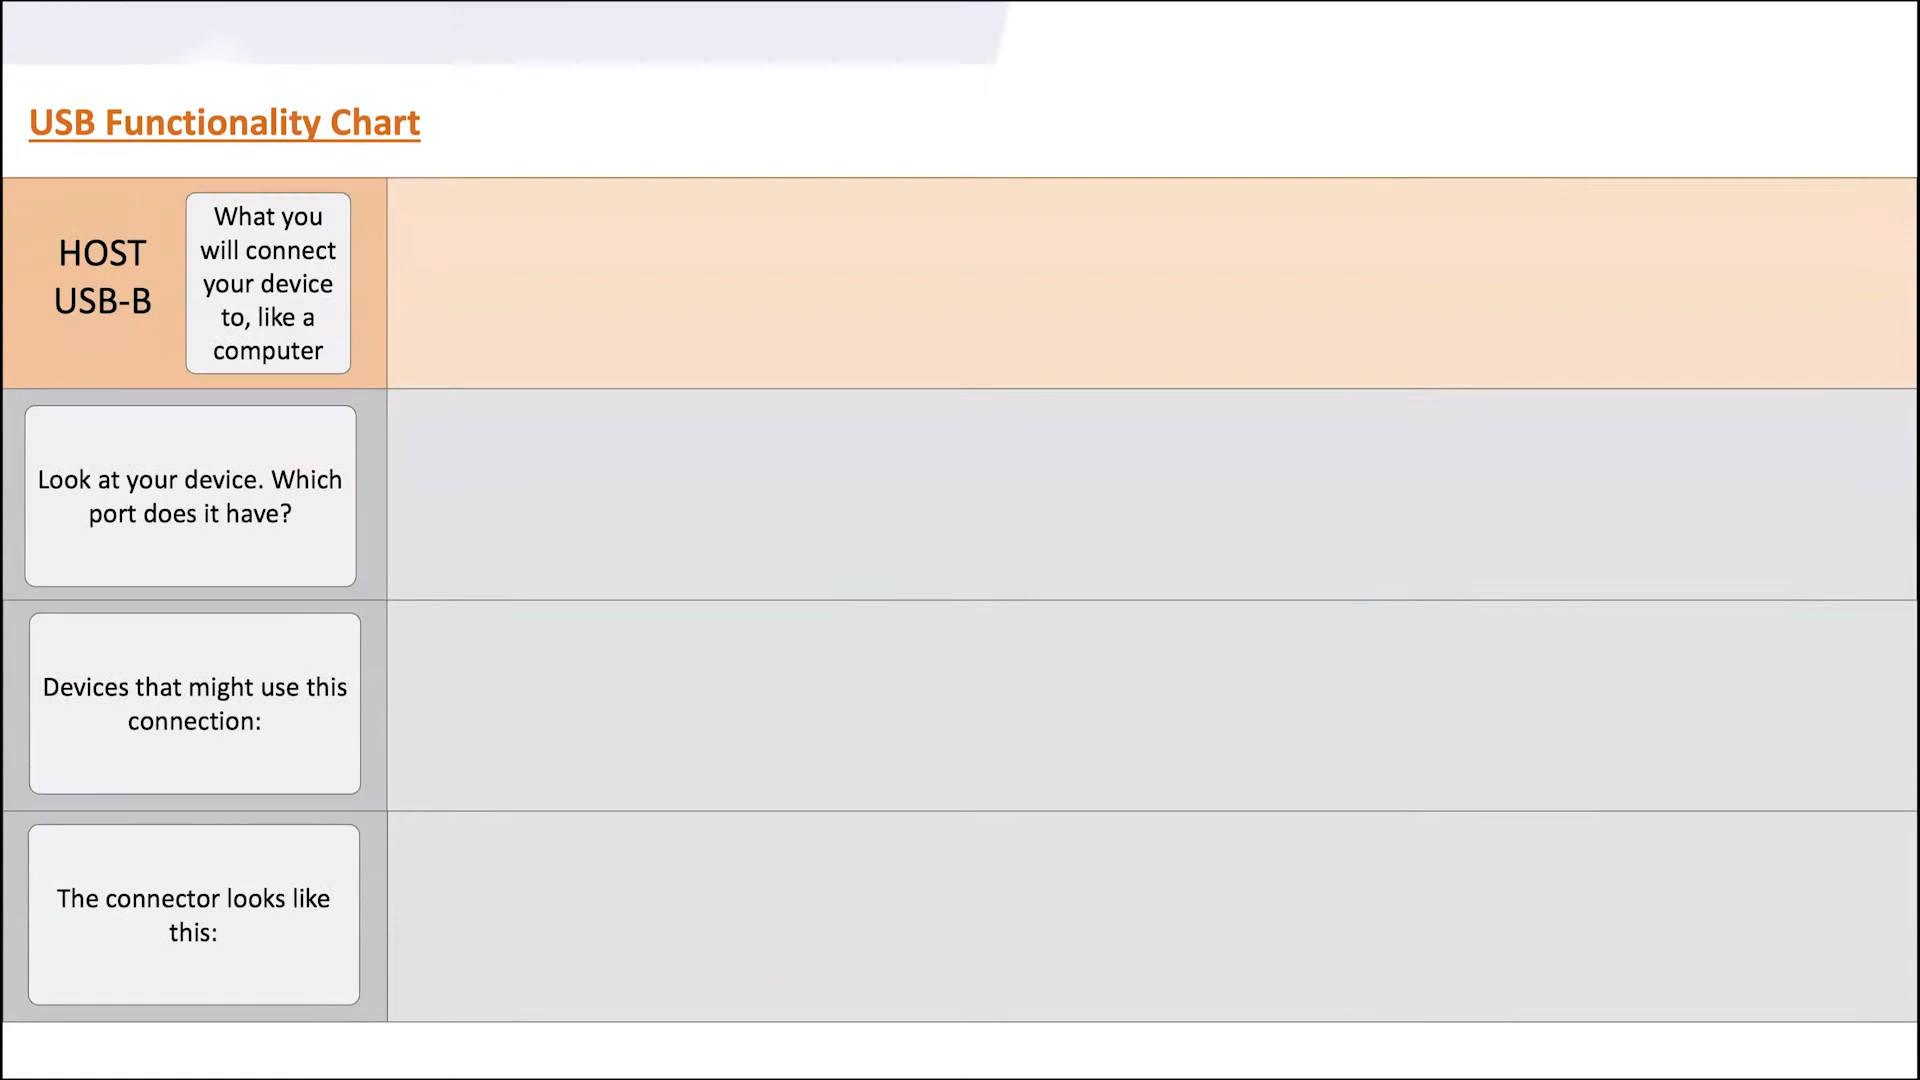 USB Functionality Chart
HOST
USB-B
What you
will connect
your device
to, like a
computer
Look at your device. Which
port does it have?
Devices that might use this
connection:
The connector looks like
this: